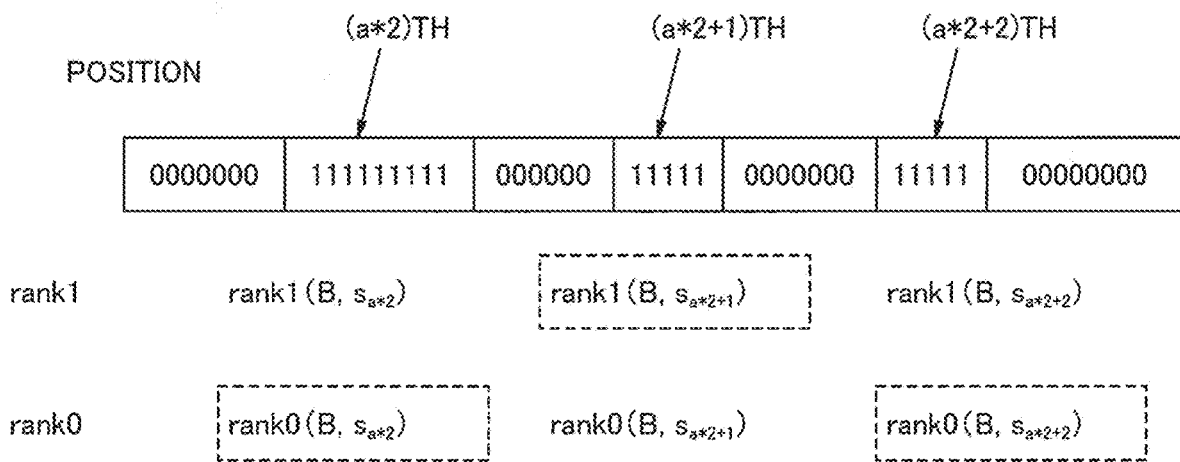 (a*2)TH (a*2+1)TH (a*2+2)TH
POSITION
0000000 111111111 000000 11111 0000000 11111 00000000
rank1 rank1(B, sₐ*₂) rank1(B, sₐ*₂₊₁) rank1(B, sₐ*₂₊₂)
rank0 rank0(B, sₐ*₂) rank0(B, sₐ*₂₊₁) rank0(B, sₐ*₂₊₂)